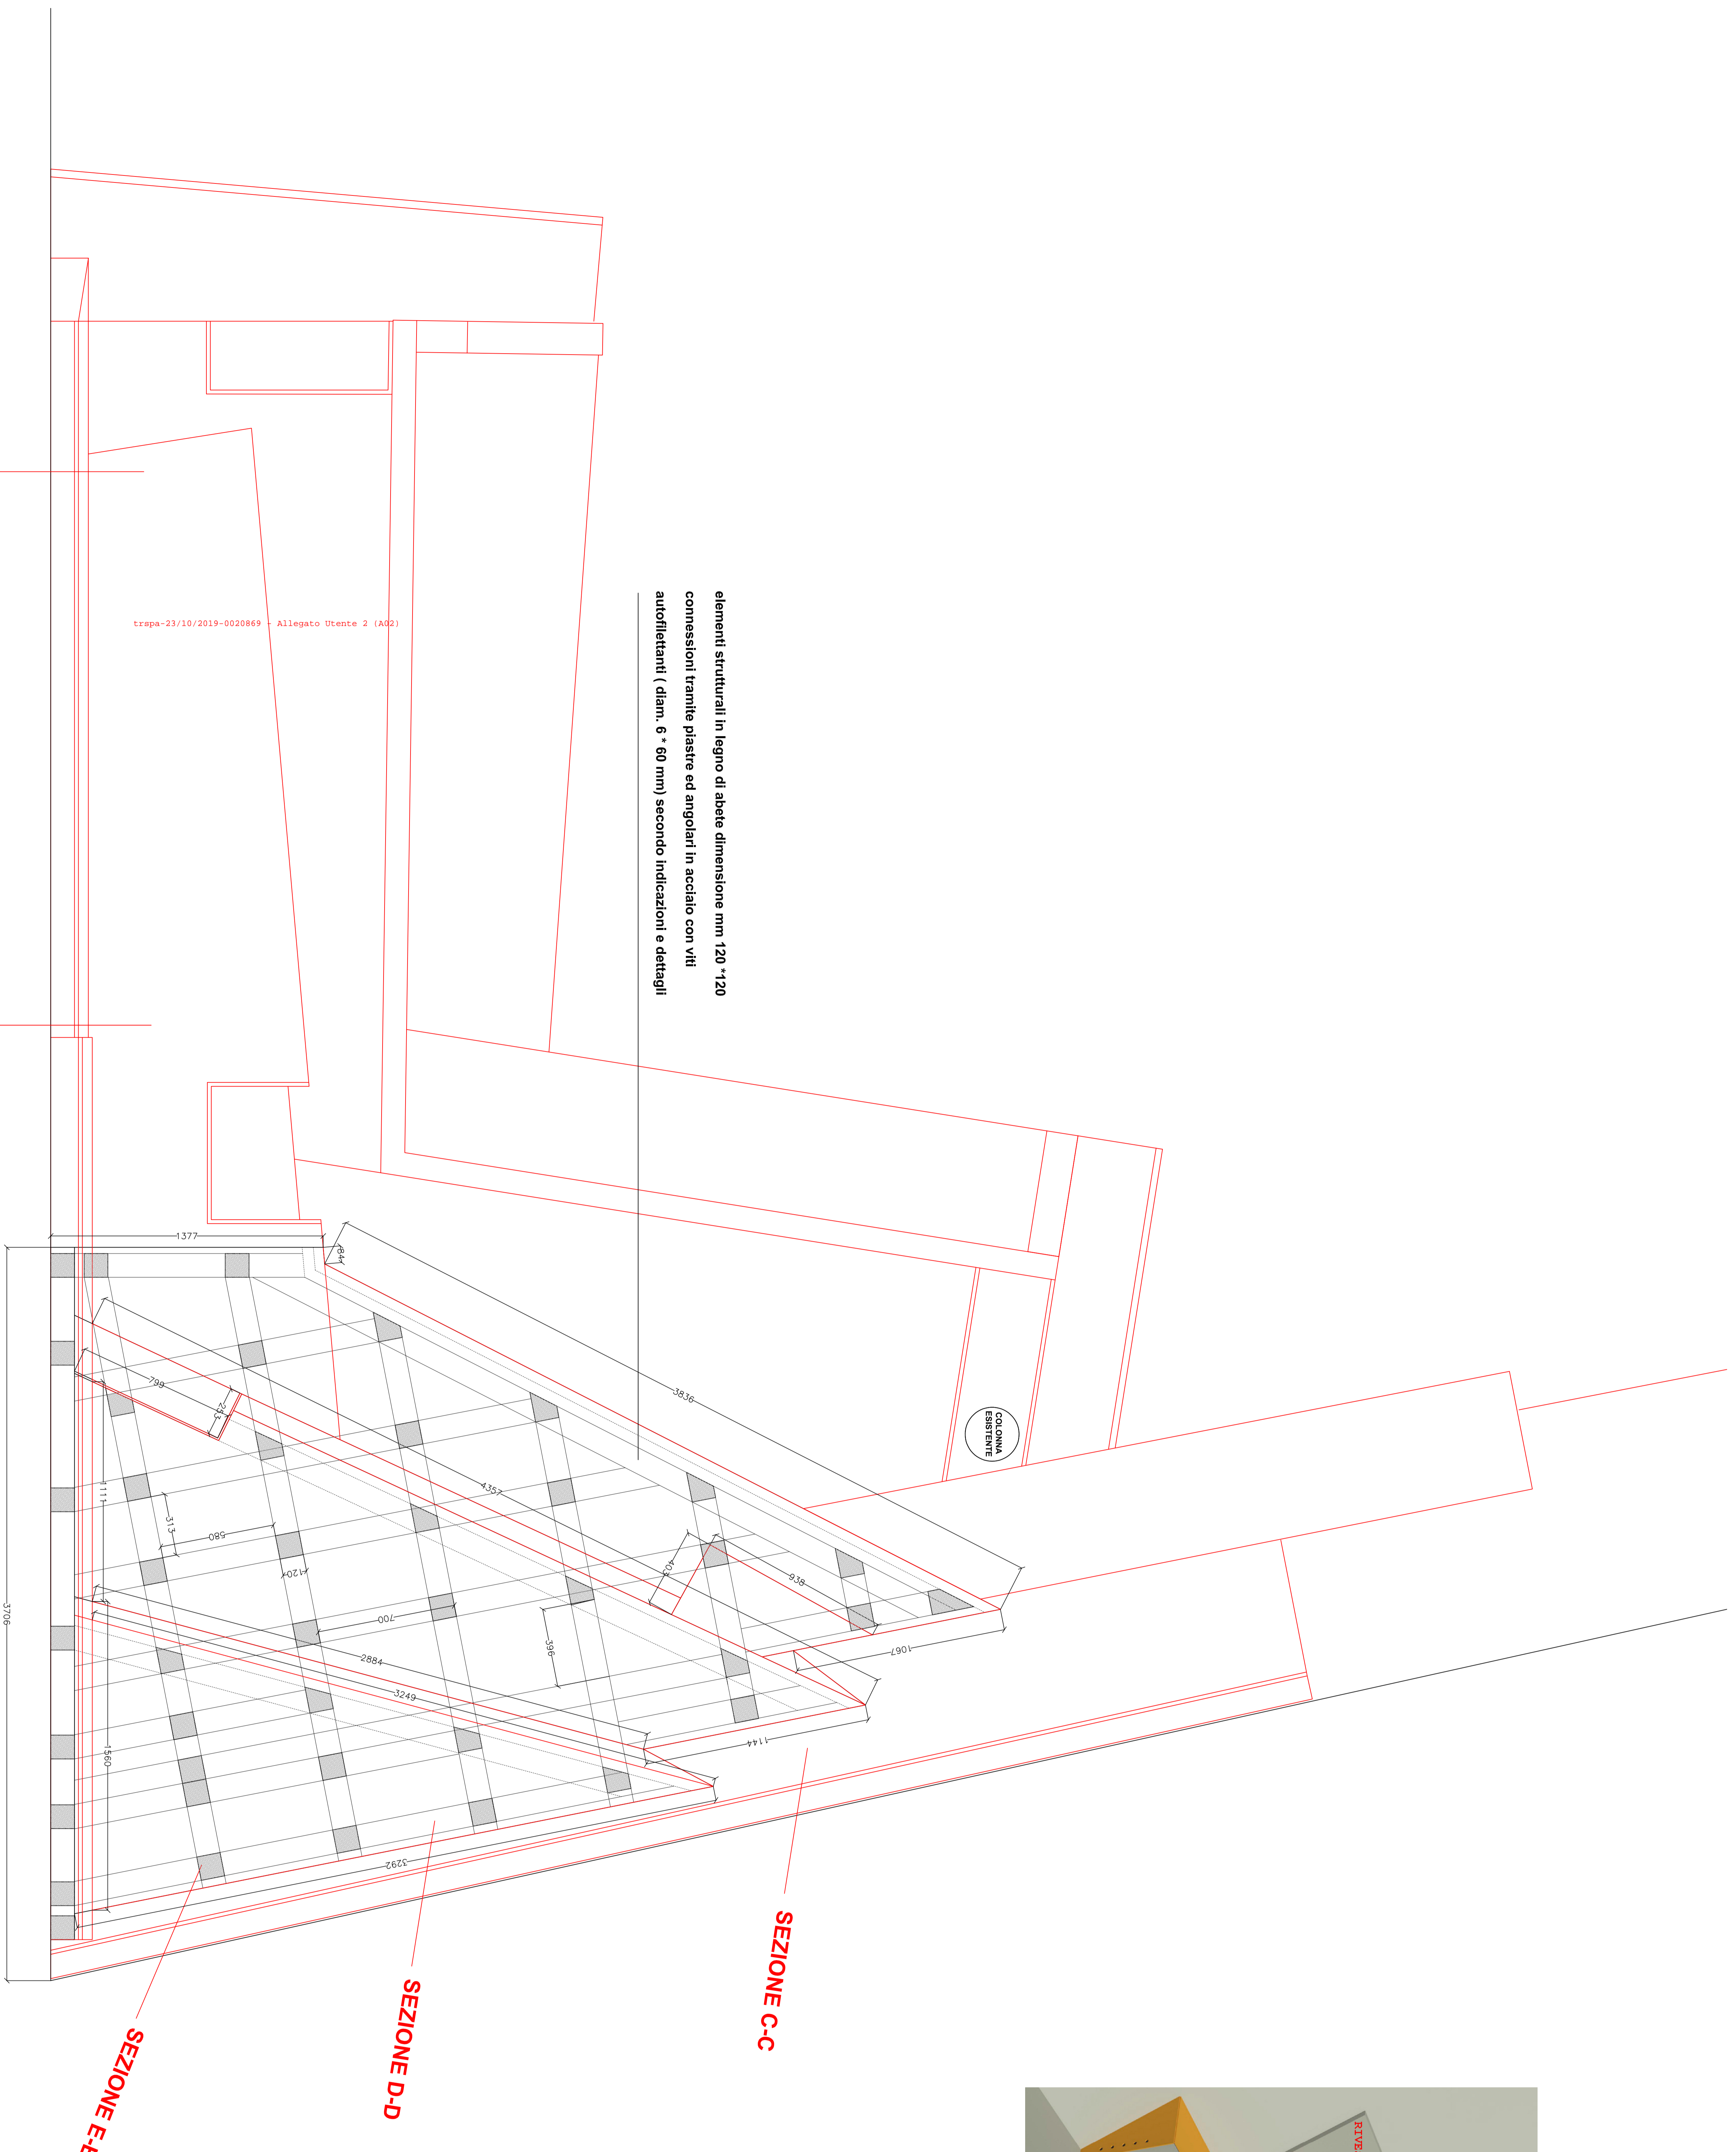 elementi strutturali in legno di abete dimensione mm 120 *120
connessioni tramite piastre ed angolari in acciaio con viti
autofilettanti ( diam. 6 * 60 mm) secondo indicazioni e dettagli
trspa-23/10/2019-0020869 - Allegato Utente 2 (A02)
1377
84
3836
COLONNA
ESISTENTE
799
243
4357
1111
313
580
120
403
938
700
396
1067
2884
3249
1144
1560
3292
3706
SEZIONE C-C
SEZIONE D-D
SEZIONE E-E